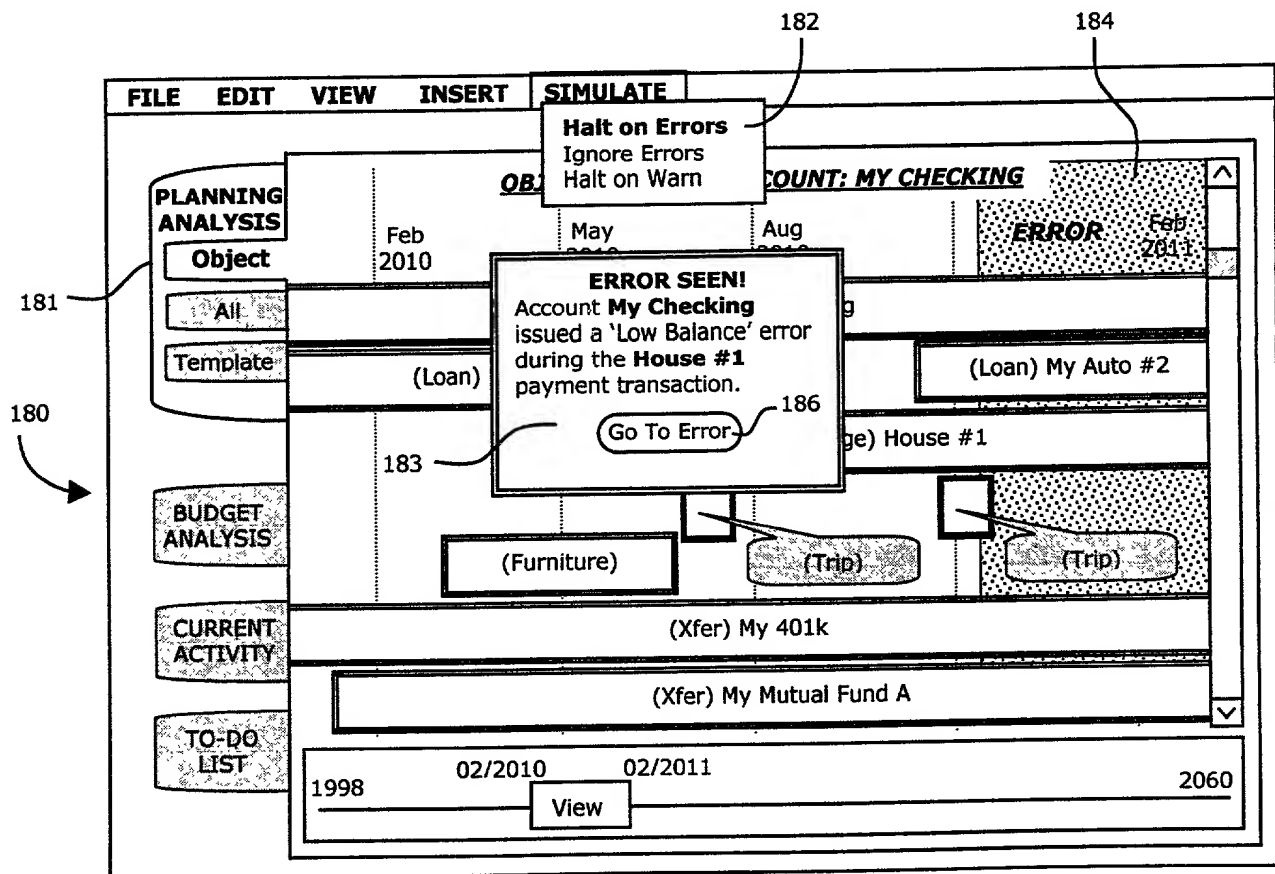 182
184
FILE EDIT VIEW INSERT SIMULATE
Halt on Errors
Ignore Errors
Halt on Warn
COUNT: MY CHECKING
PLANNING
ANALYSIS
Object
All
Template
181
Feb
2010
May
Aug
ERROR
Feb
2011
ERROR SEEN!
Account My Checking
issued a ‘Low Balance’ error
during the House #1
payment transaction.
Go To Error
186
183
180
(Loan)
(Loan) My Auto #2
ge) House #1
BUDGET
ANALYSIS
(Furniture)
(Trip)
(Trip)
CURRENT
ACTIVITY
(Xfer) My 401k
(Xfer) My Mutual Fund A
TO-DO
LIST
02/2010 02/2011
1998
2060
View